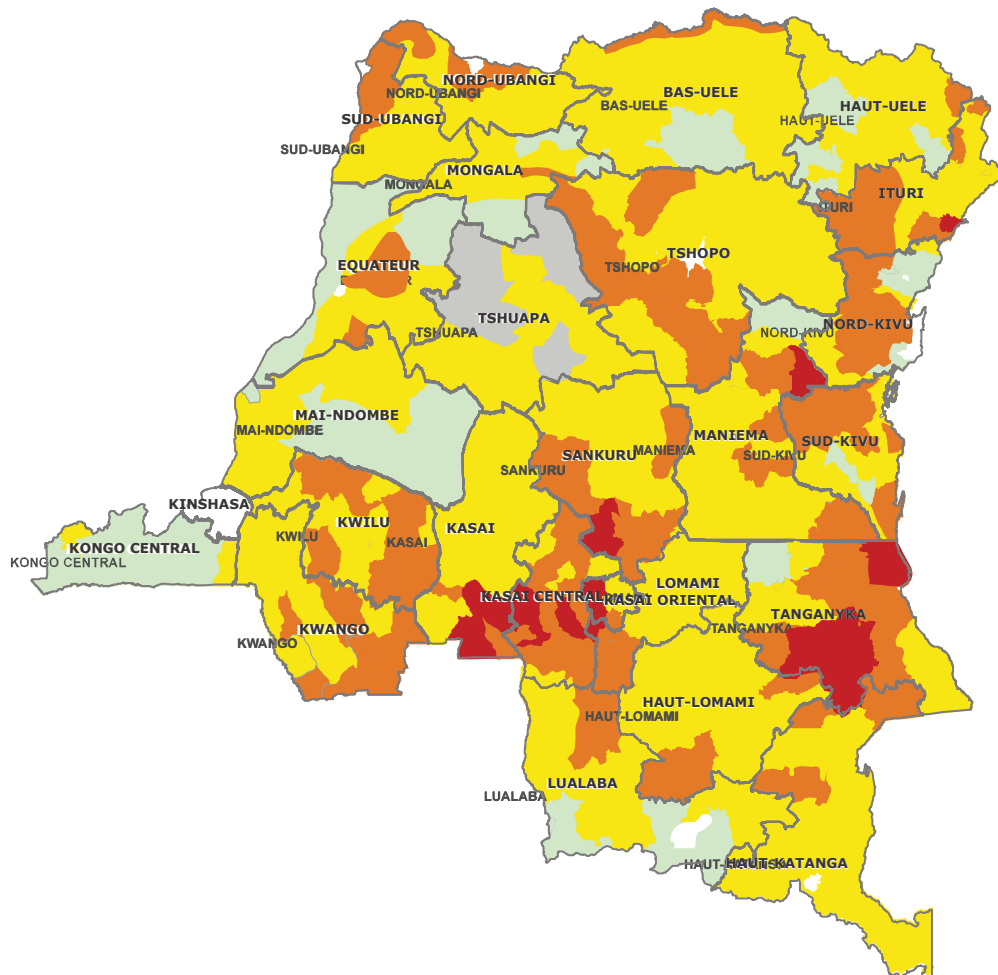 NORD-UBANGI
BAS-UELE
NORD-UBANGI
BAS-UELE
HAUT-UELE
SUD-UBANGI
HAUT-UELE
SUD-UBANGI
MONGALA
MONGALA
ITURI
ITURI
TSHOPO
EQUATEUR
TSHOPO
TSHUAPA
NORD-KIVU
TSHUAPA
NORD-KIVU
MAI-NDOMBE
MAI-NDOMBE
MANIEMA
SUD-KIVU
SANKURU
MANIEMA
SUD-KIVU
SANKURU
KINSHASA
KWILU
KASAI
KWILU
KASAI
KONGO CENTRAL
KONGO CENTRAL
LOMAMI
KASAI CENTRAL
KASAI ORIENTAL
TANGANYKA
TANGANYKA
KWANGO
KWANGO
HAUT-LOMAMI
HAUT-LOMAMI
LUALABA
LUALABA
HAUT-KATANGA